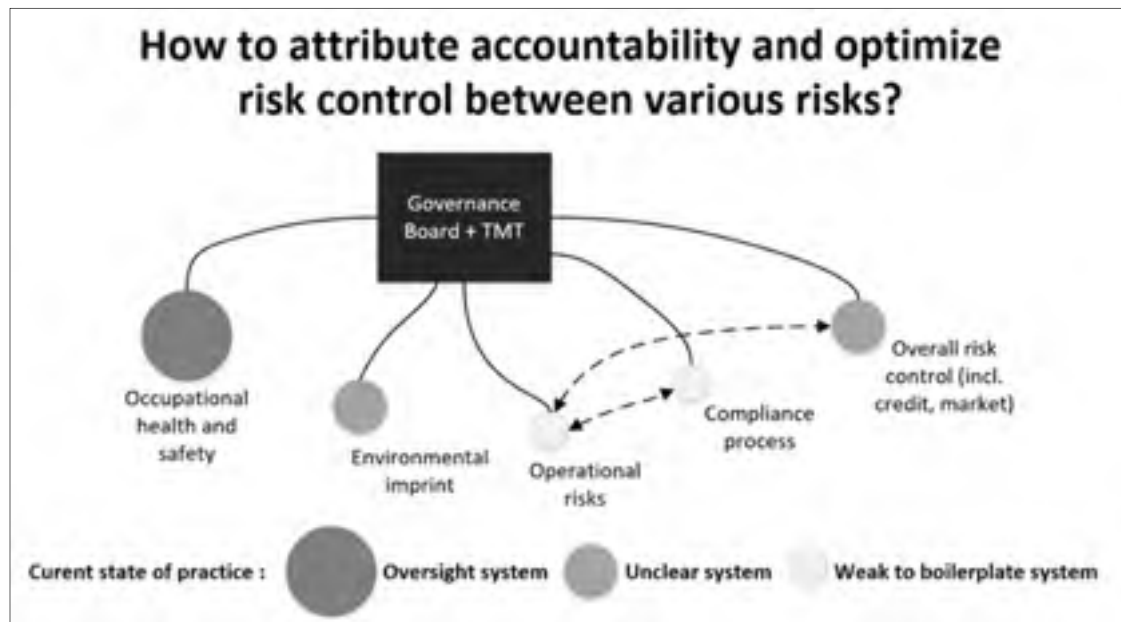 How to attribute accountability and optimize
risk control between various risks?
Governance
Board + TMT
Occupational
health and
safety
Environmental
imprint
Operational
risks
Compliance
process
Overall risk
control (incl.
credit, market)
Curent state of practice :
Oversight system
Unclear system
Weak to boilerplate system